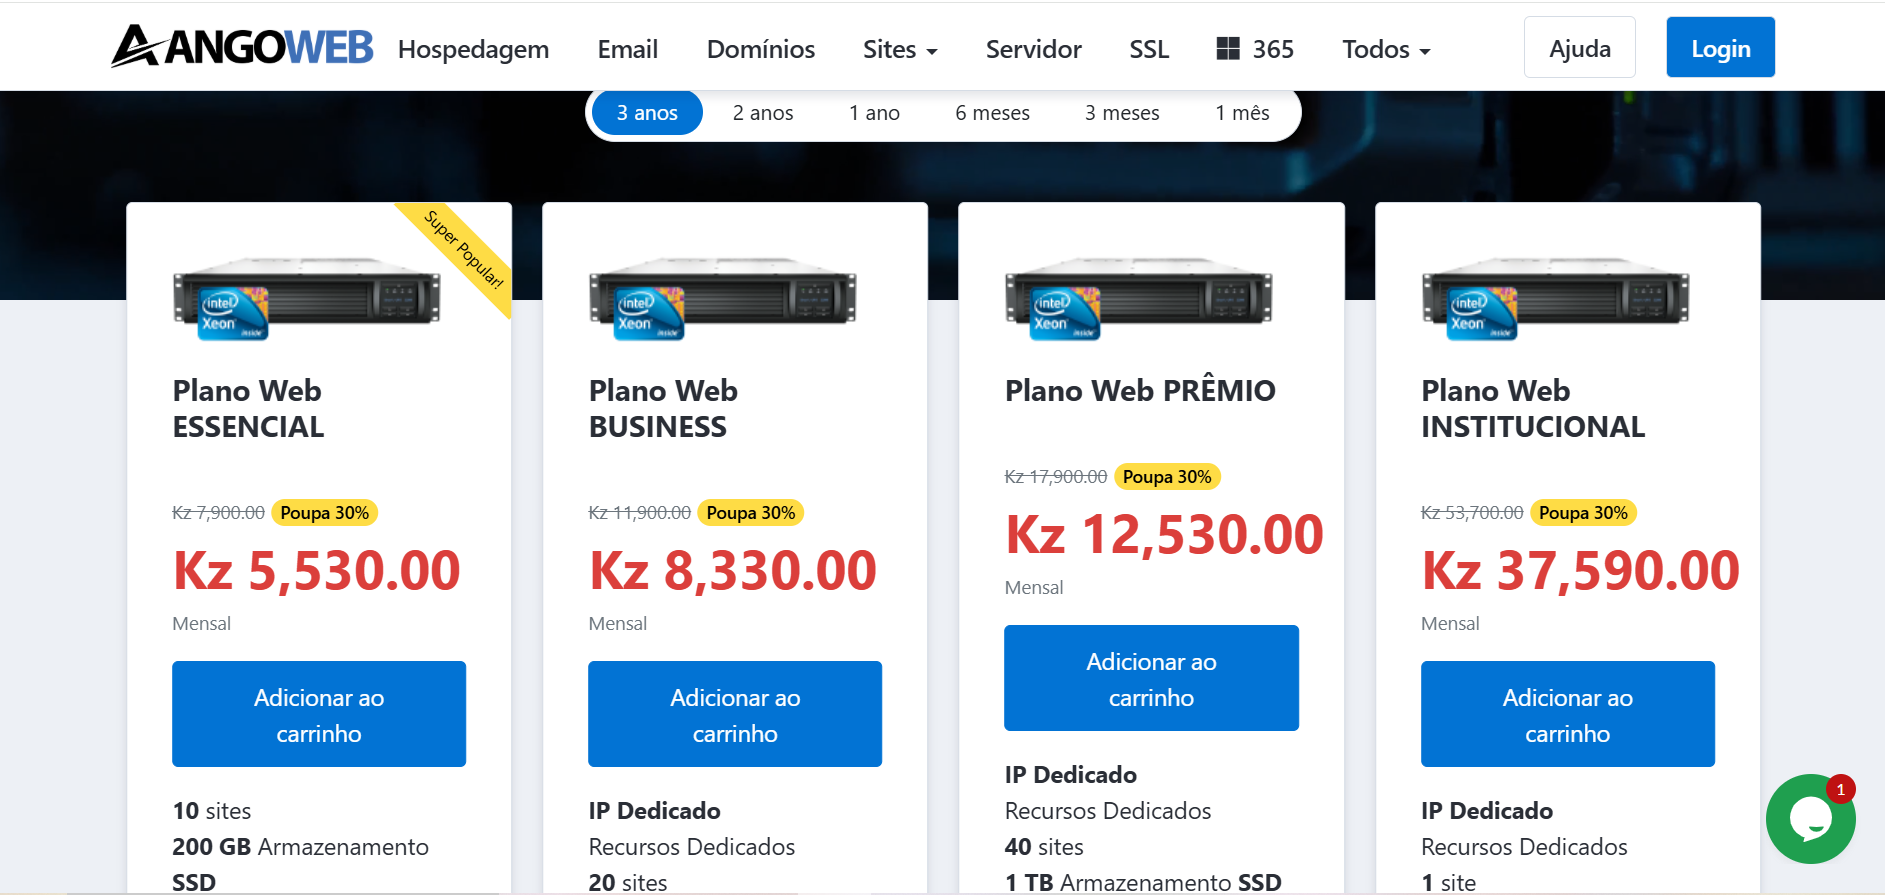 ANGOWEB Hospedagem Email Domínios Sites Servidor SSL 365 Todos Ajuda Login
3 anos 2 anos 1 ano 6 meses 3 meses 1 mês
Super Popular!
intel Xeon inside
Plano Web
ESSENCIAL
Kz 7,900.00 Poupa 30%
Kz 5,530.00
Mensal
Adicionar ao
carrinho
10 sites
200 GB Armazenamento
SSD
intel Xeon inside
Plano Web
BUSINESS
Kz 11,900.00 Poupa 30%
Kz 8,330.00
Mensal
Adicionar ao
carrinho
IP Dedicado
Recursos Dedicados
20 sites
intel Xeon inside
Plano Web PRÊMIO
Kz 17,900.00 Poupa 30%
Kz 12,530.00
Mensal
Adicionar ao
carrinho
IP Dedicado
Recursos Dedicados
40 sites
1 TB Armazenamento SSD
intel Xeon inside
Plano Web
INSTITUCIONAL
Kz 53,700.00 Poupa 30%
Kz 37,590.00
Mensal
Adicionar ao
carrinho
IP Dedicado
Recursos Dedicados
1 site
1